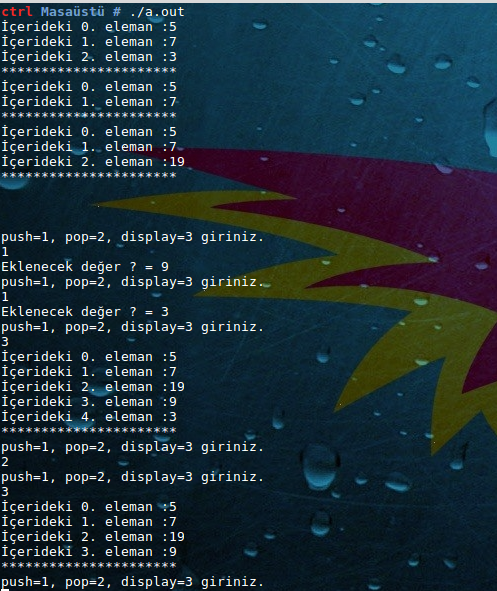 ctrl Masaüstü # ./a.out
İçerideki 0. eleman :5
İçerideki 1. eleman :7
İçerideki 2. eleman :3
**********************
İçerideki 0. eleman :5
İçerideki 1. eleman :7
**********************
İçerideki 0. eleman :5
İçerideki 1. eleman :7
İçerideki 2. eleman :19
**********************
push=1, pop=2, display=3 giriniz.
1
Eklenecek değer ? = 9
push=1, pop=2, display=3 giriniz.
1
Eklenecek değer ? = 3
push=1, pop=2, display=3 giriniz.
3
İçerideki 0. eleman :5
İçerideki 1. eleman :7
İçerideki 2. eleman :19
İçerideki 3. eleman :9
İçerideki 4. eleman :3
**********************
push=1, pop=2, display=3 giriniz.
2
push=1, pop=2, display=3 giriniz.
3
İçerideki 0. eleman :5
İçerideki 1. eleman :7
İçerideki 2. eleman :19
İçerideki 3. eleman :9
**********************
push=1, pop=2, display=3 giriniz.